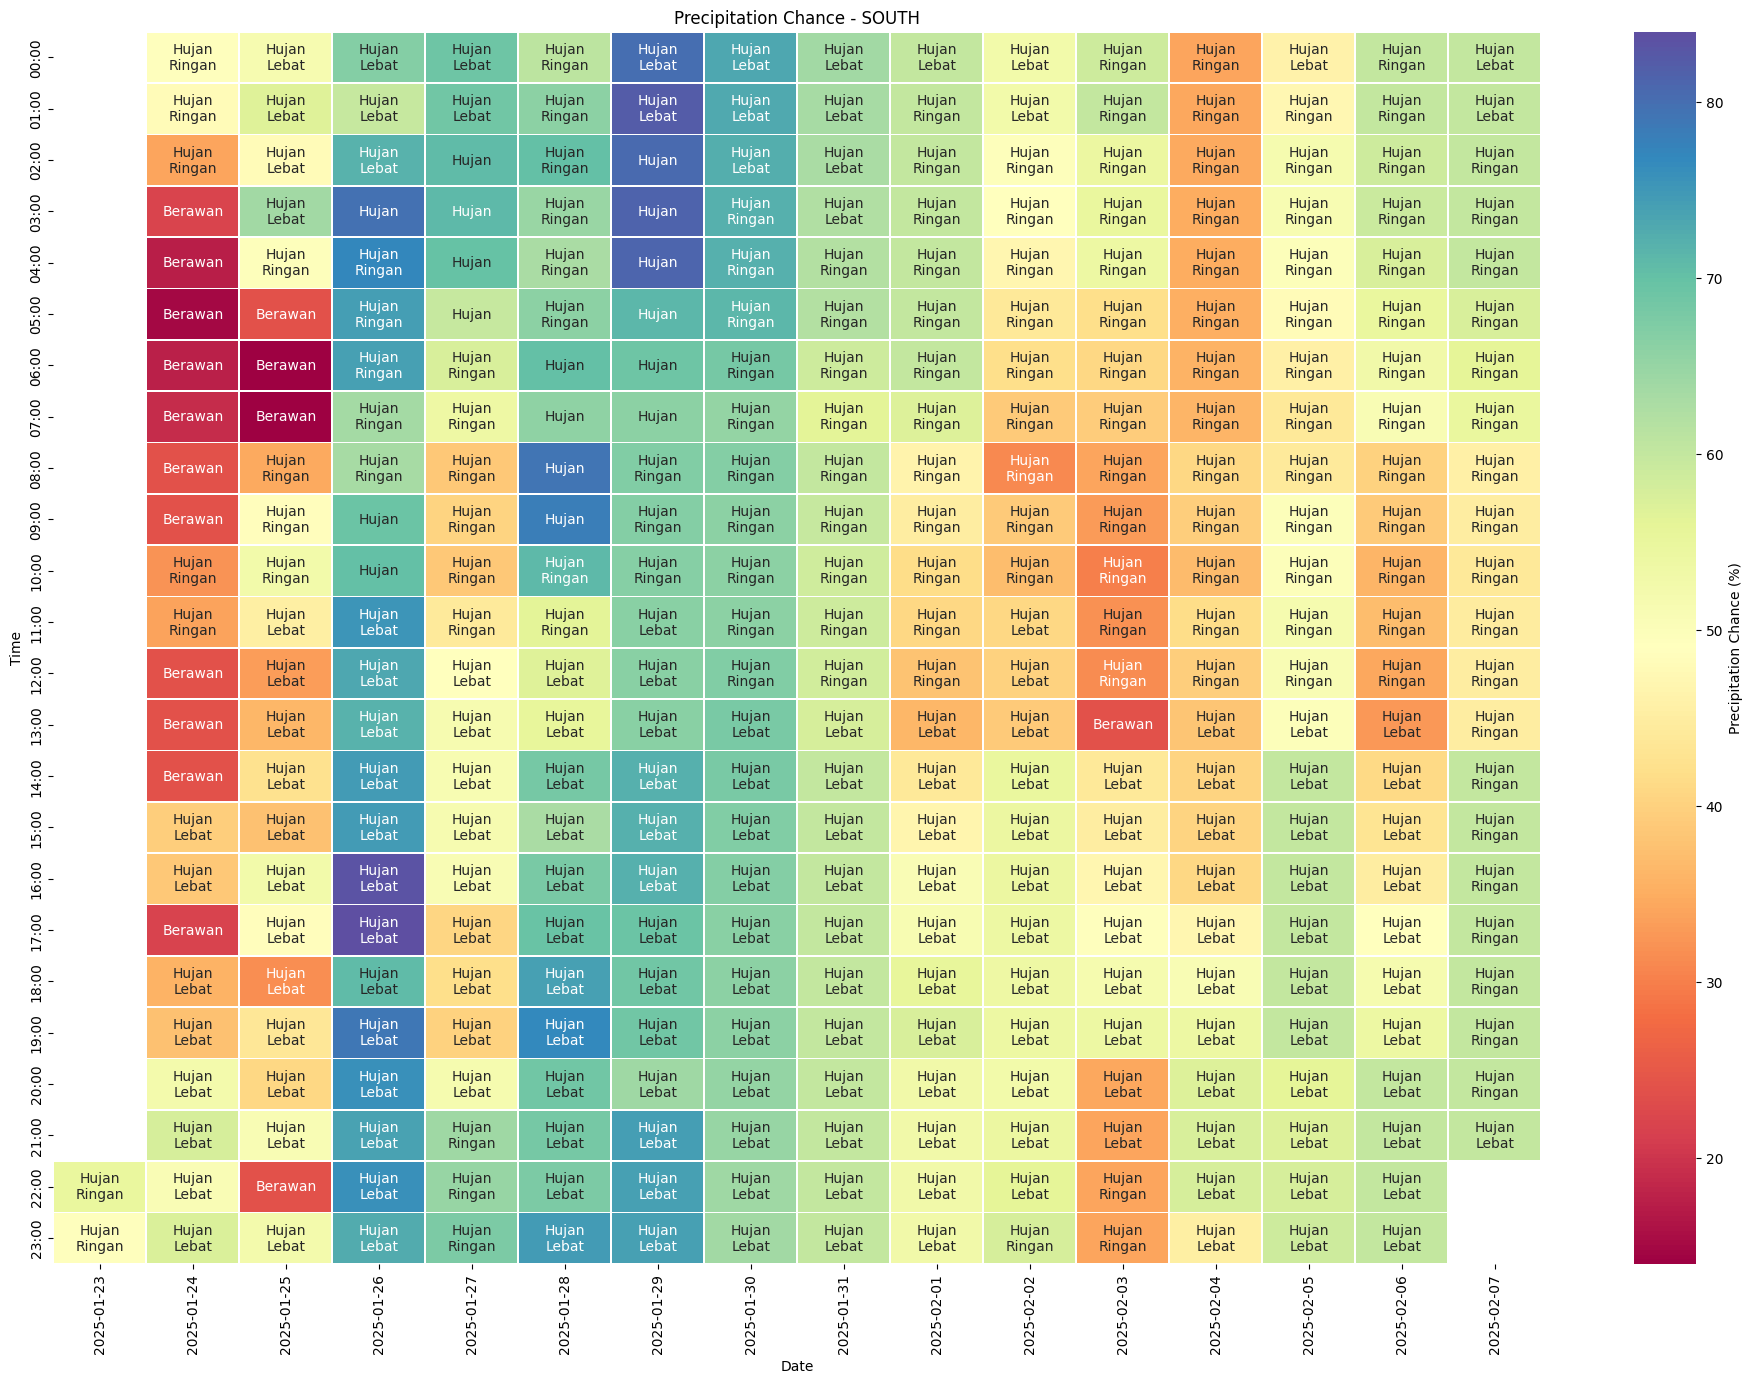 Precipitation Chance - SOUTH
00:00 Hujan Ringan Hujan Lebat Hujan Lebat Hujan Lebat Hujan Ringan Hujan Lebat Hujan Lebat Hujan Lebat Hujan Lebat Hujan Lebat Hujan Ringan Hujan Ringan Hujan Lebat Hujan Ringan Hujan Lebat
01:00 Hujan Ringan Hujan Lebat Hujan Lebat Hujan Lebat Hujan Ringan Hujan Lebat Hujan Lebat Hujan Lebat Hujan Ringan Hujan Lebat Hujan Ringan Hujan Ringan Hujan Ringan Hujan Ringan Hujan Lebat
02:00 Hujan Ringan Hujan Lebat Hujan Lebat Hujan Hujan Ringan Hujan Hujan Lebat Hujan Lebat Hujan Ringan Hujan Ringan Hujan Ringan Hujan Ringan Hujan Ringan Hujan Ringan Hujan Ringan
03:00 Berawan Hujan Lebat Hujan Hujan Hujan Ringan Hujan Hujan Ringan Hujan Lebat Hujan Ringan Hujan Ringan Hujan Ringan Hujan Ringan Hujan Ringan Hujan Ringan Hujan Ringan
04:00 Berawan Hujan Ringan Hujan Ringan Hujan Hujan Ringan Hujan Hujan Ringan Hujan Ringan Hujan Ringan Hujan Ringan Hujan Ringan Hujan Ringan Hujan Ringan Hujan Ringan Hujan Ringan
05:00 Berawan Berawan Hujan Ringan Hujan Hujan Ringan Hujan Hujan Ringan Hujan Ringan Hujan Ringan Hujan Ringan Hujan Ringan Hujan Ringan Hujan Ringan Hujan Ringan Hujan Ringan
06:00 Berawan Berawan Hujan Ringan Hujan Ringan Hujan Hujan Hujan Ringan Hujan Ringan Hujan Ringan Hujan Ringan Hujan Ringan Hujan Ringan Hujan Ringan Hujan Ringan Hujan Ringan
07:00 Berawan Berawan Hujan Ringan Hujan Ringan Hujan Hujan Hujan Ringan Hujan Ringan Hujan Ringan Hujan Ringan Hujan Ringan Hujan Ringan Hujan Ringan Hujan Ringan Hujan Ringan
08:00 Berawan Hujan Ringan Hujan Ringan Hujan Ringan Hujan Hujan Ringan Hujan Ringan Hujan Ringan Hujan Ringan Hujan Ringan Hujan Ringan Hujan Ringan Hujan Ringan Hujan Ringan Hujan Ringan
09:00 Berawan Hujan Ringan Hujan Hujan Ringan Hujan Hujan Ringan Hujan Ringan Hujan Ringan Hujan Ringan Hujan Ringan Hujan Ringan Hujan Ringan Hujan Ringan Hujan Ringan Hujan Ringan
10:00 Hujan Ringan Hujan Ringan Hujan Hujan Ringan Hujan Ringan Hujan Ringan Hujan Ringan Hujan Ringan Hujan Ringan Hujan Ringan Hujan Ringan Hujan Ringan Hujan Ringan Hujan Ringan Hujan Ringan
11:00 Hujan Ringan Hujan Lebat Hujan Lebat Hujan Ringan Hujan Ringan Hujan Lebat Hujan Ringan Hujan Ringan Hujan Ringan Hujan Lebat Hujan Ringan Hujan Ringan Hujan Ringan Hujan Ringan Hujan Ringan
12:00 Berawan Hujan Lebat Hujan Lebat Hujan Lebat Hujan Lebat Hujan Lebat Hujan Ringan Hujan Ringan Hujan Ringan Hujan Lebat Hujan Ringan Hujan Ringan Hujan Ringan Hujan Ringan Hujan Ringan
13:00 Berawan Hujan Lebat Hujan Lebat Hujan Lebat Hujan Lebat Hujan Lebat Hujan Lebat Hujan Lebat Hujan Lebat Hujan Lebat Berawan Hujan Lebat Hujan Lebat Hujan Lebat Hujan Ringan
14:00 Berawan Hujan Lebat Hujan Lebat Hujan Lebat Hujan Lebat Hujan Lebat Hujan Lebat Hujan Lebat Hujan Lebat Hujan Lebat Hujan Lebat Hujan Lebat Hujan Lebat Hujan Lebat Hujan Ringan
15:00 Hujan Lebat Hujan Lebat Hujan Lebat Hujan Lebat Hujan Lebat Hujan Lebat Hujan Lebat Hujan Lebat Hujan Lebat Hujan Lebat Hujan Lebat Hujan Lebat Hujan Lebat Hujan Lebat Hujan Ringan
16:00 Hujan Lebat Hujan Lebat Hujan Lebat Hujan Lebat Hujan Lebat Hujan Lebat Hujan Lebat Hujan Lebat Hujan Lebat Hujan Lebat Hujan Lebat Hujan Lebat Hujan Lebat Hujan Lebat Hujan Ringan
17:00 Berawan Hujan Lebat Hujan Lebat Hujan Lebat Hujan Lebat Hujan Lebat Hujan Lebat Hujan Lebat Hujan Lebat Hujan Lebat Hujan Lebat Hujan Lebat Hujan Lebat Hujan Lebat Hujan Ringan
18:00 Hujan Lebat Hujan Lebat Hujan Lebat Hujan Lebat Hujan Lebat Hujan Lebat Hujan Lebat Hujan Lebat Hujan Lebat Hujan Lebat Hujan Lebat Hujan Lebat Hujan Lebat Hujan Lebat Hujan Ringan
19:00 Hujan Lebat Hujan Lebat Hujan Lebat Hujan Lebat Hujan Lebat Hujan Lebat Hujan Lebat Hujan Lebat Hujan Lebat Hujan Lebat Hujan Lebat Hujan Lebat Hujan Lebat Hujan Lebat Hujan Ringan
20:00 Hujan Lebat Hujan Lebat Hujan Lebat Hujan Lebat Hujan Lebat Hujan Lebat Hujan Lebat Hujan Lebat Hujan Lebat Hujan Lebat Hujan Lebat Hujan Lebat Hujan Lebat Hujan Lebat Hujan Ringan
21:00 Hujan Lebat Hujan Lebat Hujan Lebat Hujan Ringan Hujan Lebat Hujan Lebat Hujan Lebat Hujan Lebat Hujan Lebat Hujan Lebat Hujan Lebat Hujan Lebat Hujan Lebat Hujan Lebat Hujan Lebat
22:00 Hujan Ringan Hujan Lebat Berawan Hujan Lebat Hujan Ringan Hujan Lebat Hujan Lebat Hujan Lebat Hujan Lebat Hujan Lebat Hujan Lebat Hujan Ringan Hujan Lebat Hujan Lebat Hujan Lebat
23:00 Hujan Ringan Hujan Lebat Hujan Lebat Hujan Lebat Hujan Ringan Hujan Lebat Hujan Lebat Hujan Lebat Hujan Lebat Hujan Lebat Hujan Ringan Hujan Ringan Hujan Lebat Hujan Lebat Hujan Lebat
Time
2025-01-23 2025-01-24 2025-01-25 2025-01-26 2025-01-27 2025-01-28 2025-01-29 2025-01-30 2025-01-31 2025-02-01 2025-02-02 2025-02-03 2025-02-04 2025-02-05 2025-02-06 2025-02-07
Date
80
70
60
50
40
30
20
Precipitation Chance (%)